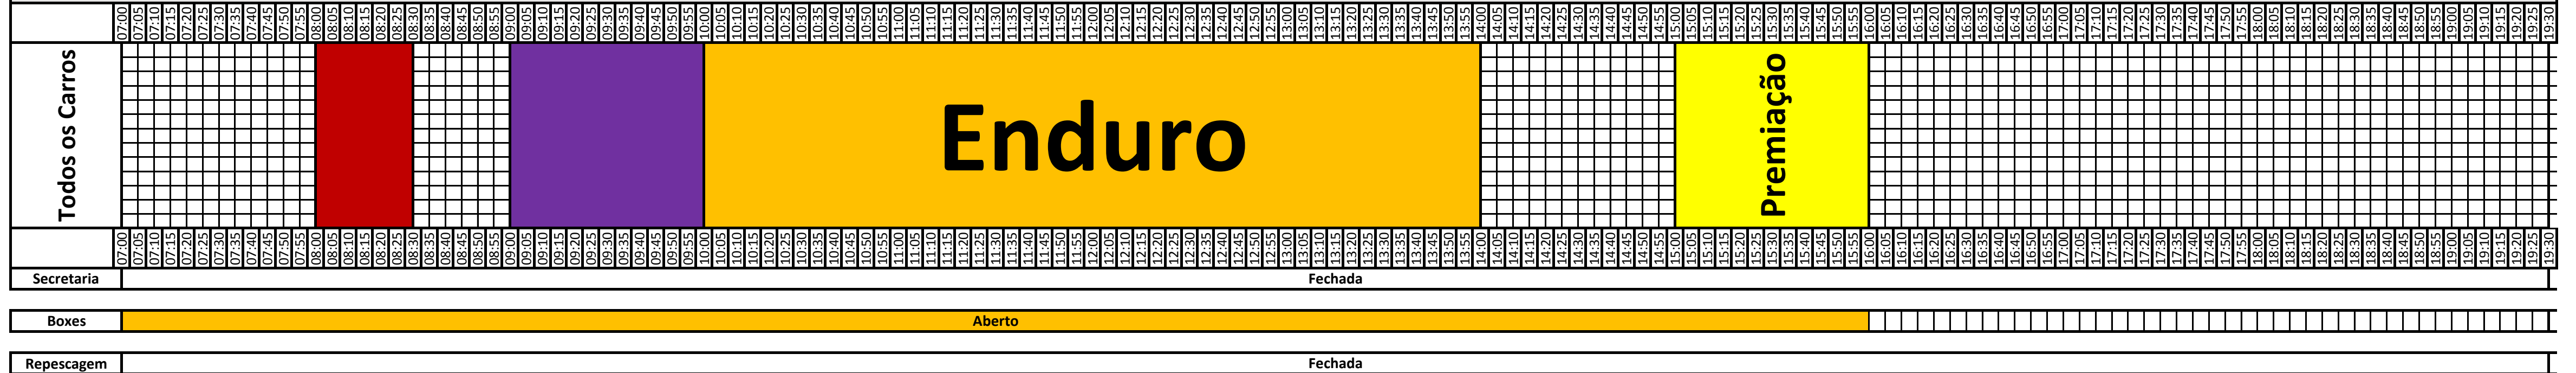 07:00 07:05 07:10 07:15 07:20 07:25 07:30 07:35 07:40 07:45 07:50 07:55 08:00 08:05 08:10 08:15 08:20 08:25 08:30 08:35 08:40 08:45 08:50 08:55 09:00 09:05 09:10 09:15 09:20 09:25 09:30 09:35 09:40 09:45 09:50 09:55 10:00 10:05 10:10 10:15 10:20 10:25 10:30 10:35 10:40 10:45 10:50 10:55 11:00 11:05 11:10 11:15 11:20 11:25 11:30 11:35 11:40 11:45 11:50 11:55 12:00 12:05 12:10 12:15 12:20 12:25 12:30 12:35 12:40 12:45 12:50 12:55 13:00 13:05 13:10 13:15 13:20 13:25 13:30 13:35 13:40 13:45 13:50 13:55 14:00 14:05 14:10 14:15 14:20 14:25 14:30 14:35 14:40 14:45 14:50 14:55 15:00 15:05 15:10 15:15 15:20 15:25 15:30 15:35 15:40 15:45 15:50 15:55 16:00 16:05 16:10 16:15 16:20 16:25 16:30 16:35 16:40 16:45 16:50 16:55 17:00 17:05 17:10 17:15 17:20 17:25 17:30 17:35 17:40 17:45 17:50 17:55 18:00 18:05 18:10 18:15 18:20 18:25 18:30 18:35 18:40 18:45 18:50 18:55 19:00 19:05 19:10 19:15 19:20 19:25 19:30
Todos os Carros
Enduro
Premiação
07:00 07:05 07:10 07:15 07:20 07:25 07:30 07:35 07:40 07:45 07:50 07:55 08:00 08:05 08:10 08:15 08:20 08:25 08:30 08:35 08:40 08:45 08:50 08:55 09:00 09:05 09:10 09:15 09:20 09:25 09:30 09:35 09:40 09:45 09:50 09:55 10:00 10:05 10:10 10:15 10:20 10:25 10:30 10:35 10:40 10:45 10:50 10:55 11:00 11:05 11:10 11:15 11:20 11:25 11:30 11:35 11:40 11:45 11:50 11:55 12:00 12:05 12:10 12:15 12:20 12:25 12:30 12:35 12:40 12:45 12:50 12:55 13:00 13:05 13:10 13:15 13:20 13:25 13:30 13:35 13:40 13:45 13:50 13:55 14:00 14:05 14:10 14:15 14:20 14:25 14:30 14:35 14:40 14:45 14:50 14:55 15:00 15:05 15:10 15:15 15:20 15:25 15:30 15:35 15:40 15:45 15:50 15:55 16:00 16:05 16:10 16:15 16:20 16:25 16:30 16:35 16:40 16:45 16:50 16:55 17:00 17:05 17:10 17:15 17:20 17:25 17:30 17:35 17:40 17:45 17:50 17:55 18:00 18:05 18:10 18:15 18:20 18:25 18:30 18:35 18:40 18:45 18:50 18:55 19:00 19:05 19:10 19:15 19:20 19:25 19:30
Secretaria Fechada
Boxes Aberto
Repescagem Fechada